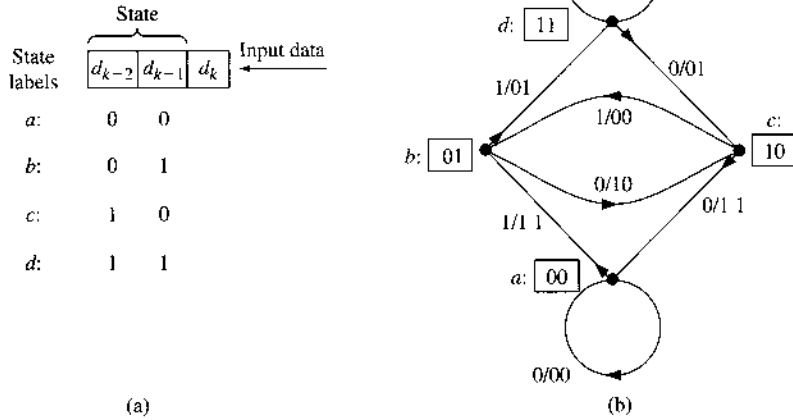 State
State labels
d_{k−2} d_{k−1} d_k
Input data
a: 0 0
b: 0 1
c: 1 0
d: 1 1
(a)
d: 11
1/01
0/01
1/00
c: 10
b: 01
0/10
1/1 1
0/1 1
a: 00
0/00
(b)